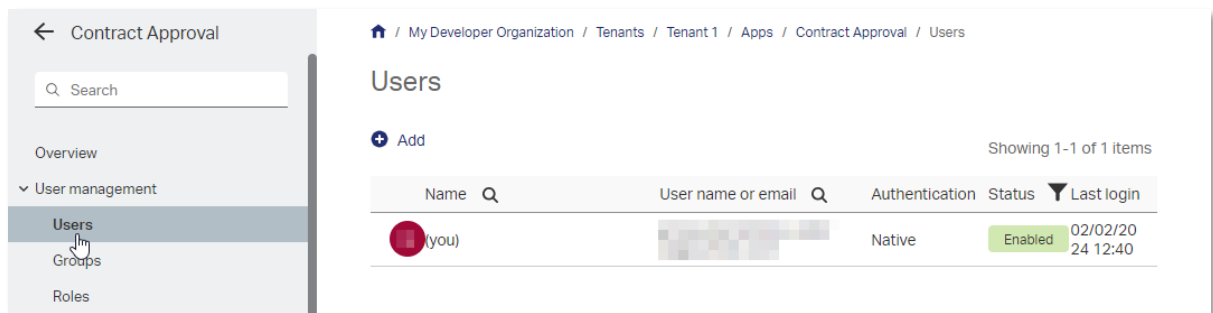 Contract Approval
Search
Overview
User management
Users
Groups
Roles
/ My Developer Organization / Tenants / Tenant 1 / Apps / Contract Approval / Users
Users
Add
Showing 1-1 of 1 items
Name User name or email Authentication Status Last login
(you) Native Enabled 02/02/20
24 12:40